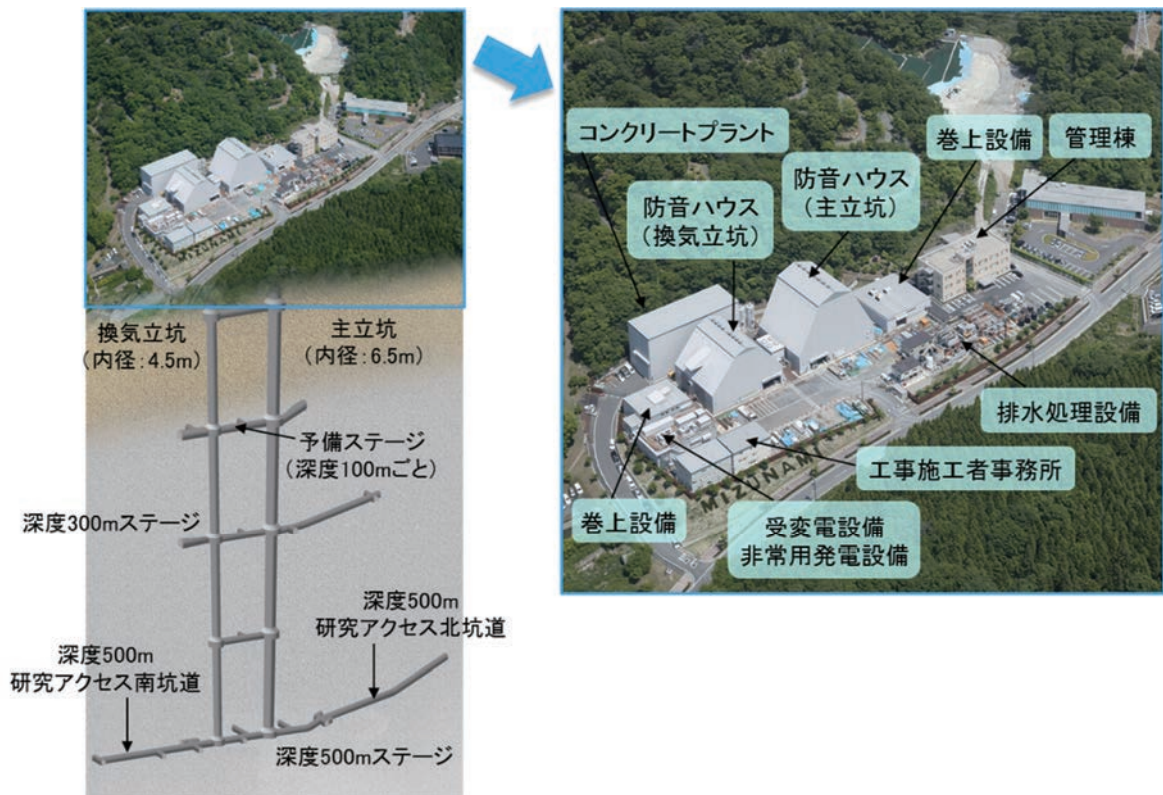 換気立坑
(内径:4.5m)
主立坑
(内径:6.5m)
予備ステージ
(深度100mごと)
深度300mステージ
深度500m
研究アクセス北坑道
深度500m
研究アクセス南坑道
深度500mステージ
コンクリートプラント
防音ハウス
(換気立坑)
防音ハウス
(主立坑)
巻上設備
管理棟
排水処理設備
工事施工者事務所
受変電設備
非常用発電設備
巻上設備
MIZUNAMI